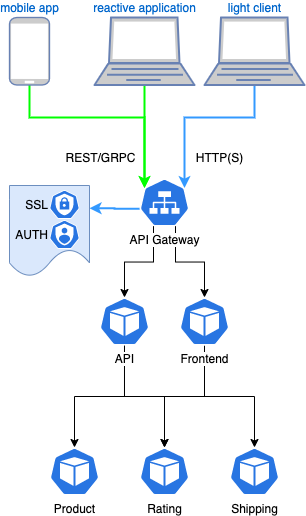 mobile app
reactive application
light client
REST/GRPC
HTTP(S)
SSL
AUTH
API Gateway
API
Frontend
Product
Rating
Shipping